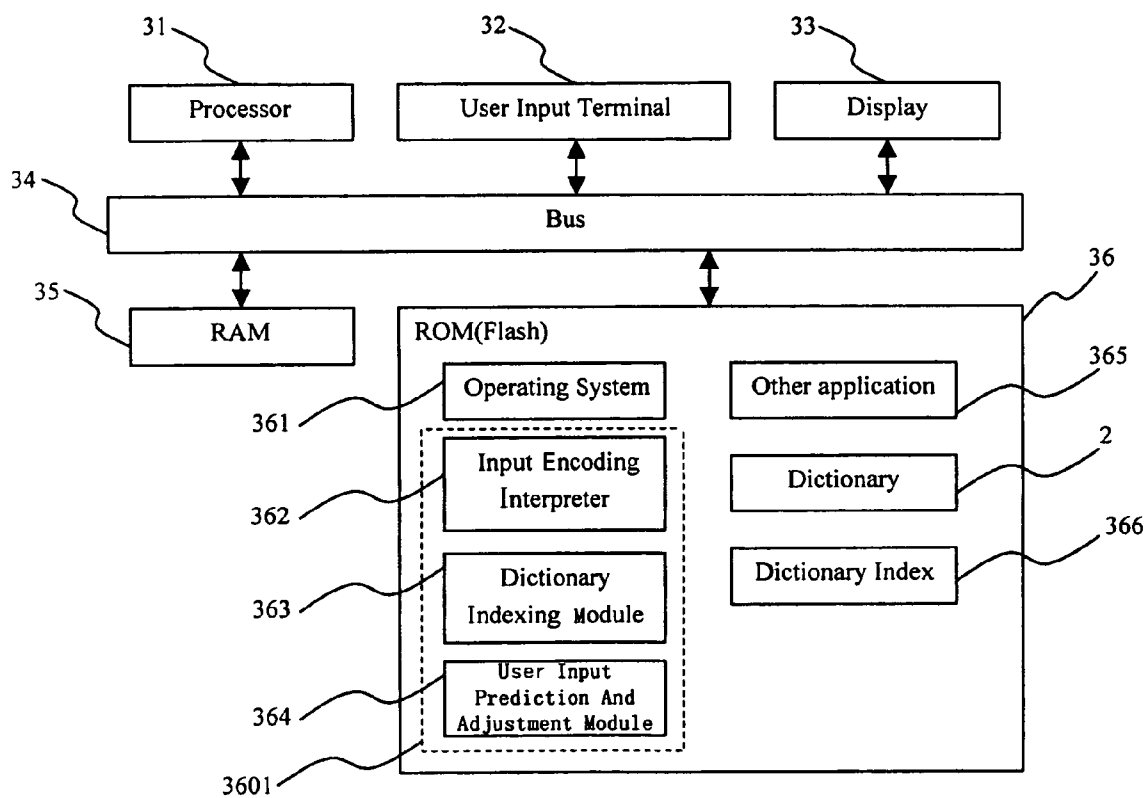 31
32
33
Processor
User Input Terminal
Display
34
Bus
35
36
RAM
ROM(Flash)
361
Operating System
Other application
365
362
Input Encoding
Interpreter
Dictionary
2
363
Dictionary
Indexing Module
Dictionary Index
366
364
User Input
Prediction And
Adjustment Module
3601